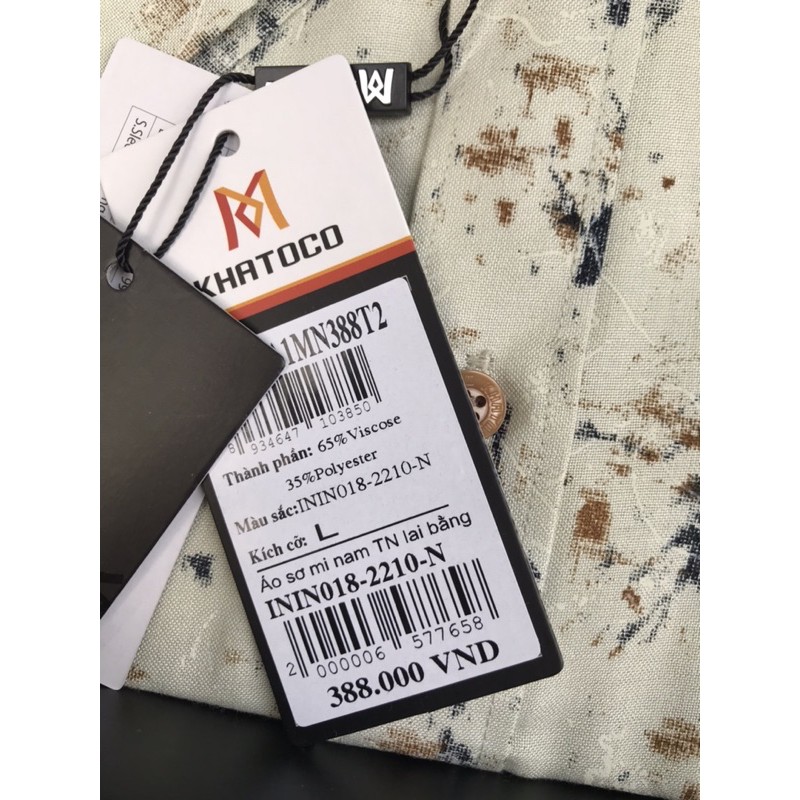 KHATOCO
1MN388T2
8 934647 103850
Thành phần: 65%Viscose
35%Polyester
Màu sắc:ININ018-2210-N
Kích cỡ: L
Áo sơ mi nam TN lai bằng
ININ018-2210-N
2 000006 577658
388.000 VND